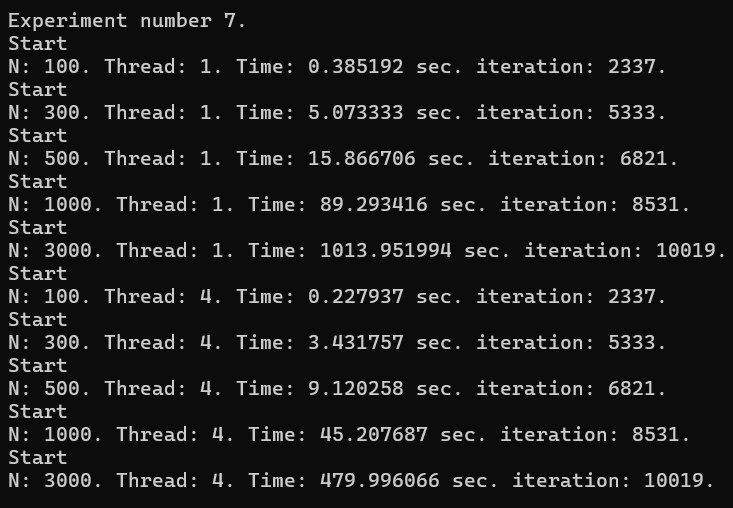 Experiment number 7.
Start
N: 100. Thread: 1. Time: 0.385192 sec. iteration: 2337.
Start
N: 300. Thread: 1. Time: 5.073333 sec. iteration: 5333.
Start
N: 500. Thread: 1. Time: 15.866706 sec. iteration: 6821.
Start
N: 1000. Thread: 1. Time: 89.293416 sec. iteration: 8531.
Start
N: 3000. Thread: 1. Time: 1013.951994 sec. iteration: 10019.
Start
N: 100. Thread: 4. Time: 0.227937 sec. iteration: 2337.
Start
N: 300. Thread: 4. Time: 3.431757 sec. iteration: 5333.
Start
N: 500. Thread: 4. Time: 9.120258 sec. iteration: 6821.
Start
N: 1000. Thread: 4. Time: 45.207687 sec. iteration: 8531.
Start
N: 3000. Thread: 4. Time: 479.996066 sec. iteration: 10019.